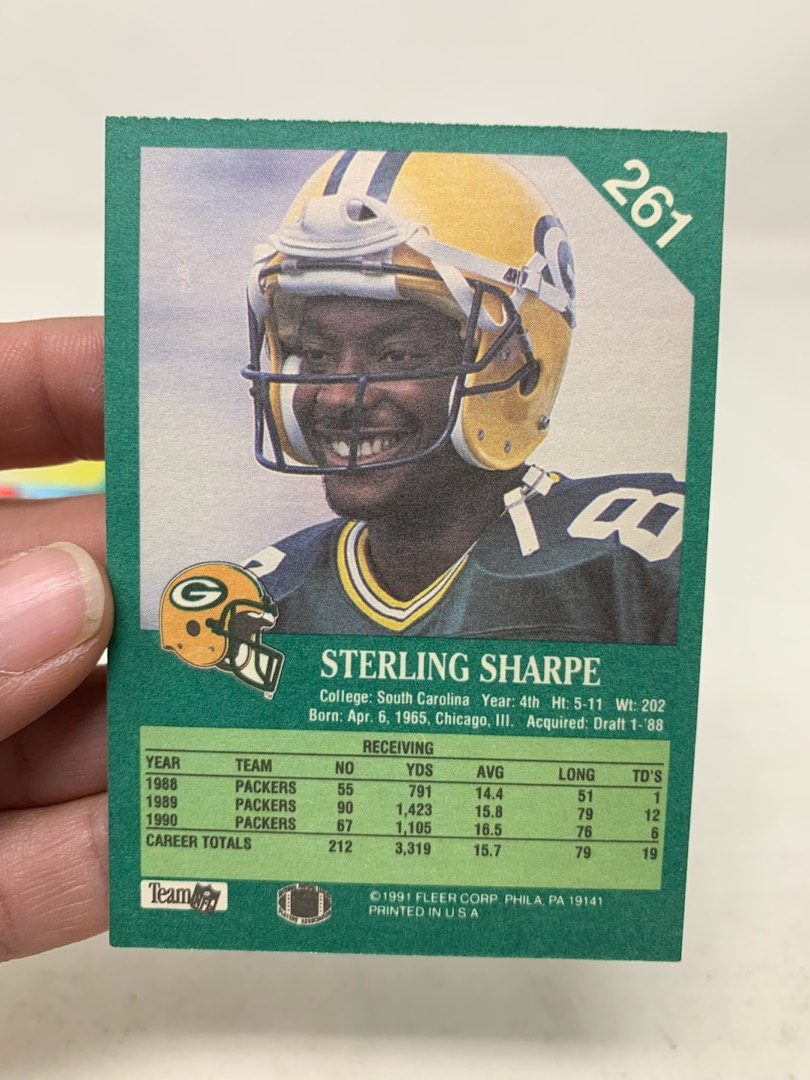 261
8
G
STERLING SHARPE
College: South Carolina Year: 4th Ht: 5-11 Wt: 202
Born: Apr. 6, 1965, Chicago, Ill. Acquired: Draft 1-'88
RECEIVING
YEAR TEAM NO YDS AVG LONG TD'S
1988 PACKERS 55 791 14.4 51 1
1989 PACKERS 90 1,423 15.8 79 12
1990 PACKERS 67 1,105 16.5 76 6
CAREER TOTALS 212 3,319 15.7 79 19
Team NFL
© 1991 FLEER CORP. PHILA. PA 19141
PRINTED IN U S A